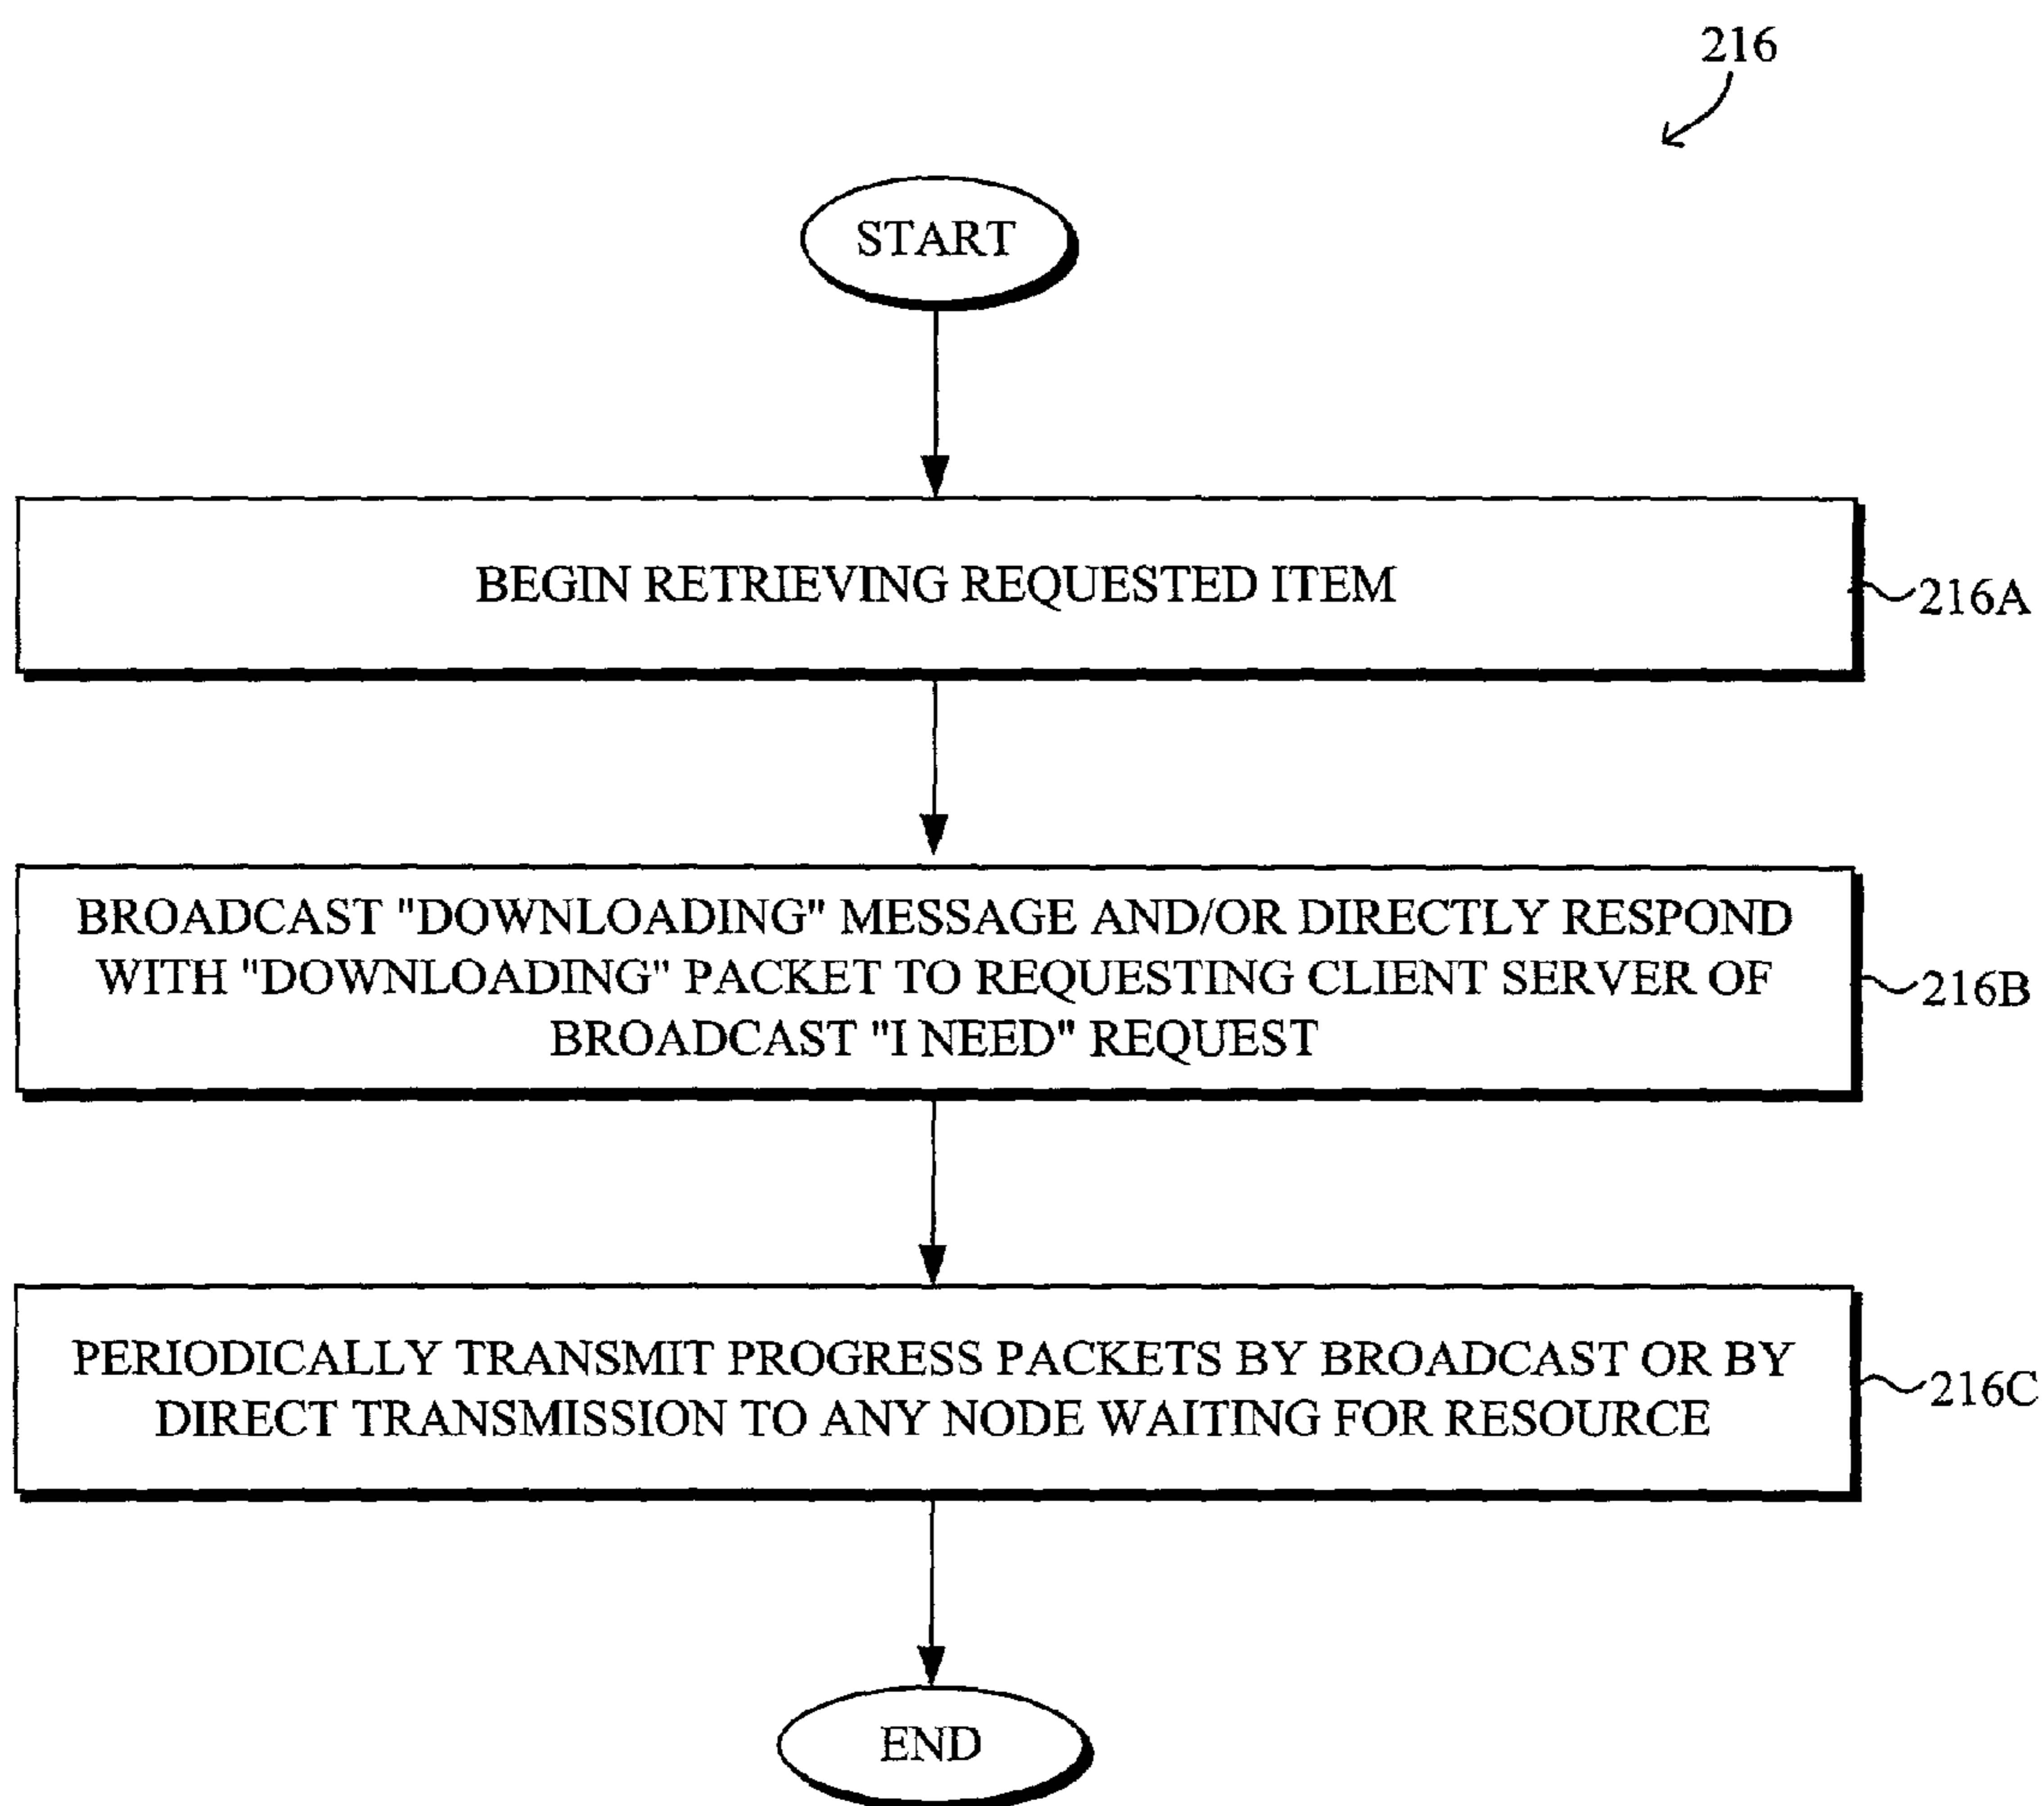 216
START
BEGIN RETRIEVING REQUESTED ITEM
216A
BROADCAST "DOWNLOADING" MESSAGE AND/OR DIRECTLY RESPOND
WITH "DOWNLOADING" PACKET TO REQUESTING CLIENT SERVER OF
BROADCAST "I NEED" REQUEST
216B
PERIODICALLY TRANSMIT PROGRESS PACKETS BY BROADCAST OR BY
DIRECT TRANSMISSION TO ANY NODE WAITING FOR RESOURCE
216C
END